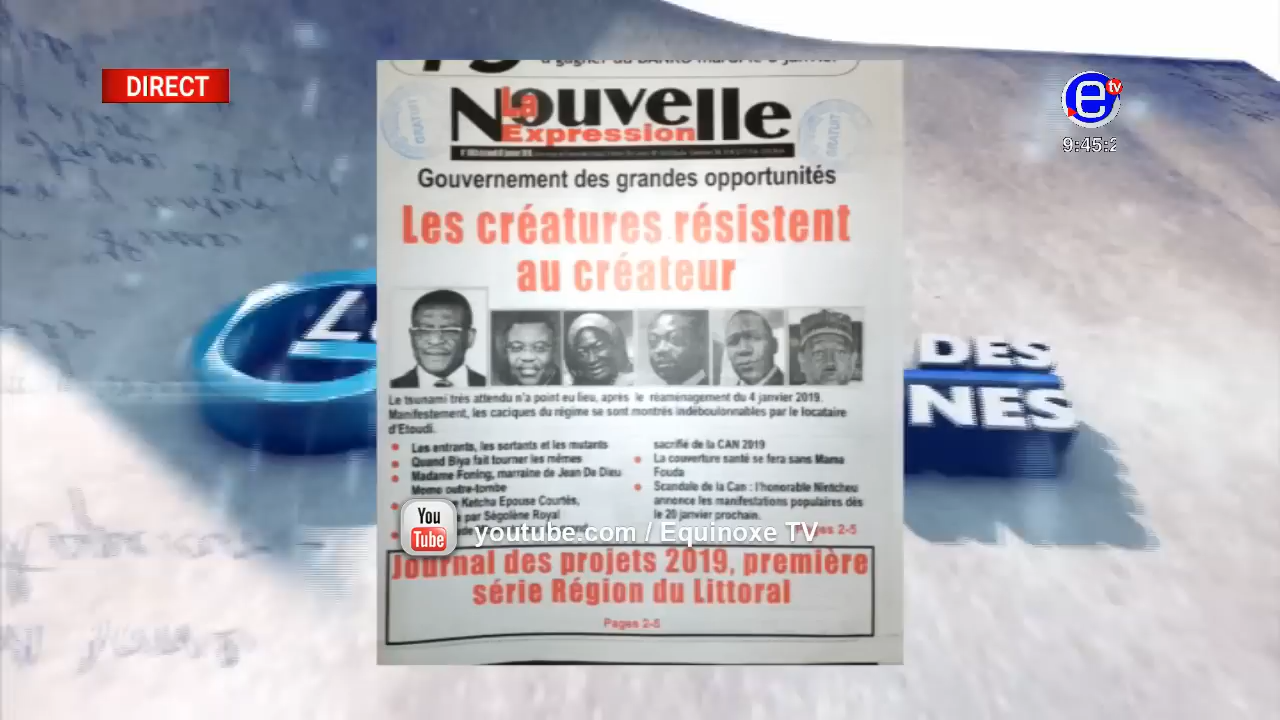 DIRECT
e tv
9:45:2
à gagner au
GRATUIT
La Nouvelle
Expression
GRATUIT
Gouvernement des grandes opportunités
Les créatures résistent
au créateur
Le tsunami très attendu n'a point eu lieu, après le réaménagement du 4 janvier 2019.
Manifestement, les caciques du régime se sont montrés indéboulonnables par le locataire
d'Etoudi.
Les entrants, les sortants et les mutants
Quand Biya fait tourner les mêmes
Madame Foning, marraine de Jean De Dieu
Momo outre-tombe
Ketcha Epouse Courtès,
par Ségolène Royal
sacrifié de la CAN 2019
La couverture santé se fera sans Mama
Fouda
Scandale de la Can : l'honorable Nintcheu
annonce les manifestations populaires dès
le 20 janvier prochain.
Pages 2-5
You
Tube
youtube.com / Equinoxe TV
Journal des projets 2019, première
série Région du Littoral
Pages 2-5
DES
NES